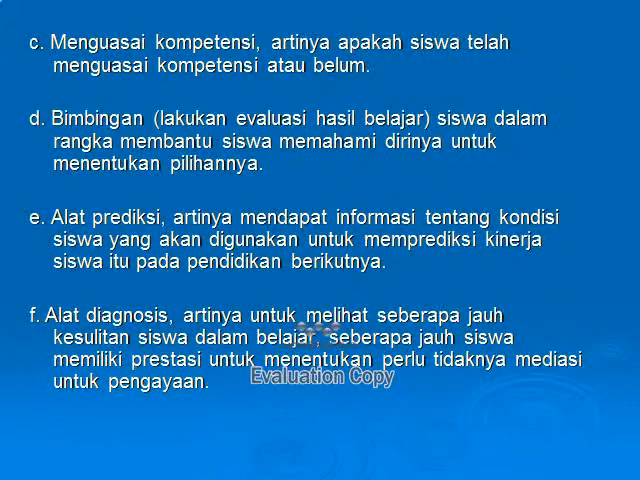 c. Menguasai kompetensi, artinya apakah siswa telah
menguasai kompetensi atau belum.
d. Bimbingan (lakukan evaluasi hasil belajar) siswa dalam
rangka membantu siswa memahami dirinya untuk
menentukan pilihannya.
e. Alat prediksi, artinya mendapat informasi tentang kondisi
siswa yang akan digunakan untuk memprediksi kinerja
siswa itu pada pendidikan berikutnya.
f. Alat diagnosis, artinya untuk melihat seberapa jauh
kesulitan siswa dalam belajar, seberapa jauh siswa
memiliki prestasi untuk menentukan perlu tidaknya mediasi
untuk pengayaan.
Evaluation Copy